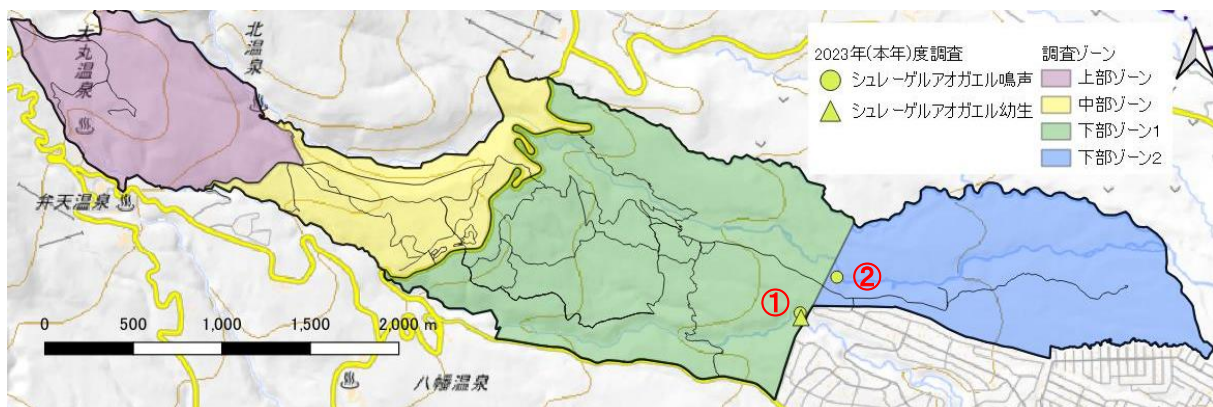 2023年(本年)度調査
シュレーゲルアオガエル鳴声
シュレーゲルアオガエル幼生
調査ゾーン
上部ゾーン
中部ゾーン
下部ゾーン1
下部ゾーン2
大丸温泉
北温泉
弁天温泉
八幡温泉
①
②
0 500 1,000 1,500 2,000 m